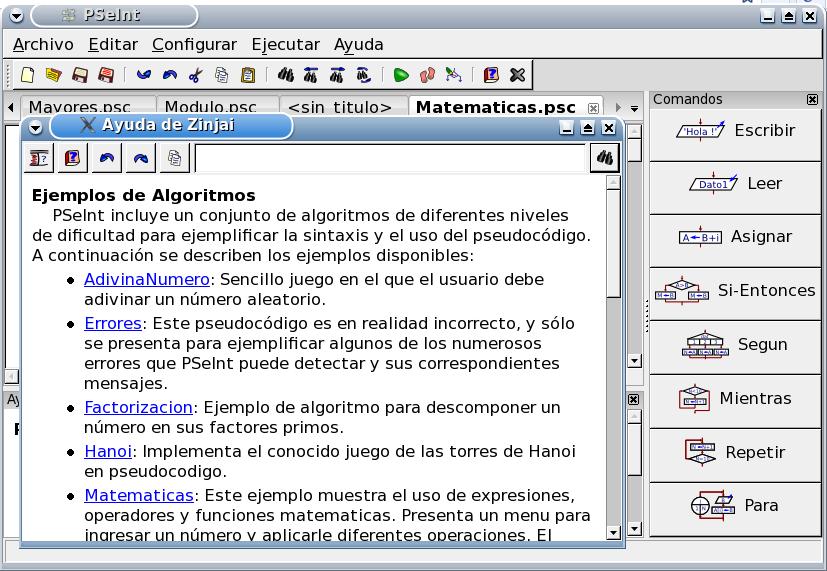 PSeInt
Archivo Editar Configurar Ejecutar Ayuda
Mayores.psc Modulo.psc <sin_titulo> Matematicas.psc
Comandos
Ayuda de Zinjai
Ejemplos de Algoritmos
PSeInt incluye un conjunto de algoritmos de diferentes niveles
de dificultad para ejemplificar la sintaxis y el uso del pseudocódigo.
A continuación se describen los ejemplos disponibles:
AdivinaNumero: Sencillo juego en el que el usuario debe
adivinar un número aleatorio.
Errores: Este pseudocódigo es en realidad incorrecto, y sólo
se presenta para ejemplificar algunos de los numerosos
errores que PSeInt puede detectar y sus correspondientes
mensajes.
Factorizacion: Ejemplo de algoritmo para descomponer un
número en sus factores primos.
Hanoi: Implementa el conocido juego de las torres de Hanoi
en pseudocodigo.
Matematicas: Este ejemplo muestra el uso de expresiones,
operadores y funciones matematicas. Presenta un menu para
ingresar un número y aplicarle diferentes operaciones. El
Ay
'Hola !' Escribir
Dato1 Leer
A←B+i Asignar
Si-Entonces
Segun
Mientras
Repetir
Para